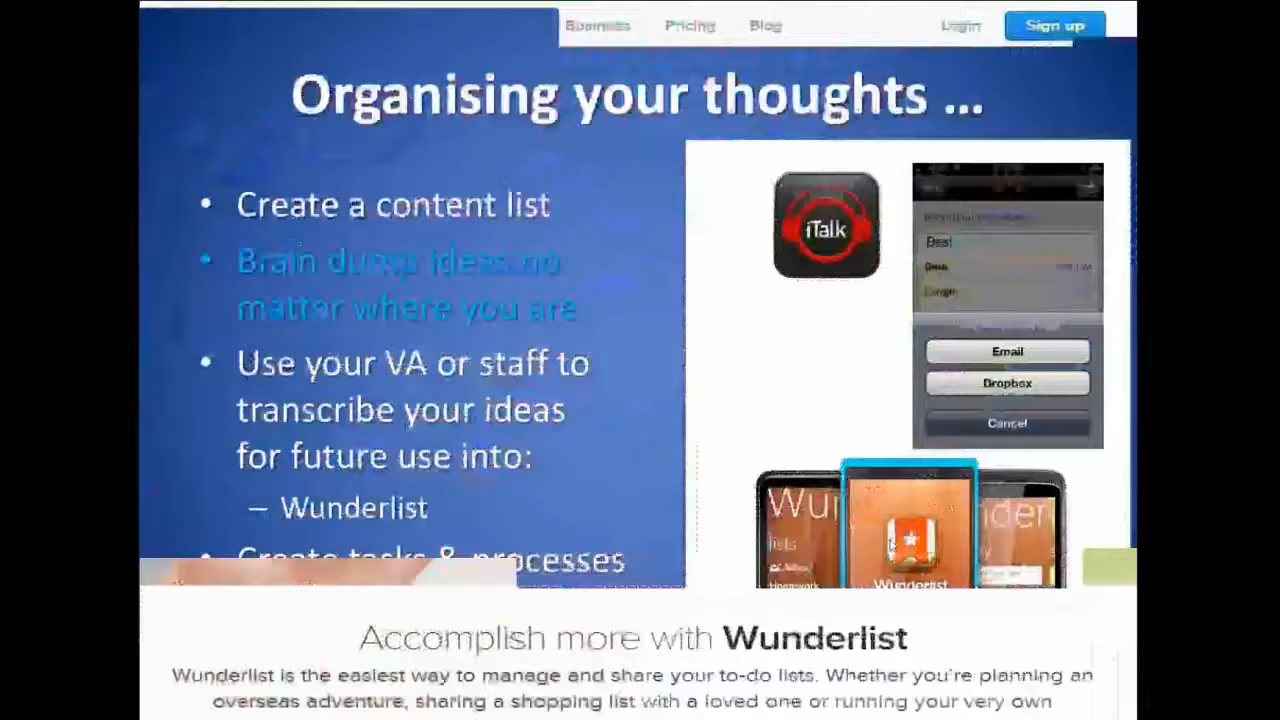 Business Pricing Blog Login Sign up
Organising your thoughts ...
• Create a content list
• Brain dump ideas no
matter where you are
• Use your VA or staff to
transcribe your ideas
for future use into:
– Wunderlist
• Create tasks & processes
iTalk
Email
Dropbox
Cancel
Wunderlist
Accomplish more with Wunderlist
Wunderlist is the easiest way to manage and share your to-do lists. Whether you're planning an
overseas adventure, sharing a shopping list with a loved one or running your very own